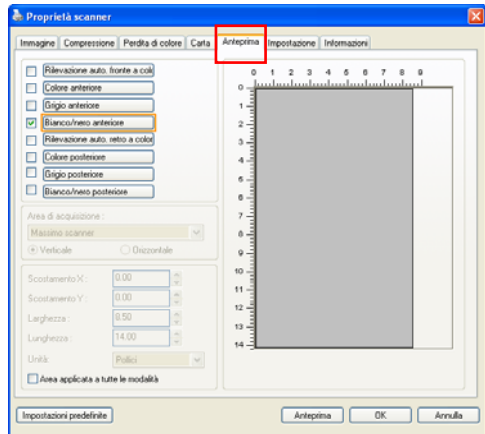 Proprietà scanner
Immagine Compressione Perdita di colore Carta Anteprima Impostazione Informazioni
Rilevazione auto. fronte a colo
Colore anteriore
Grigio anteriore
Bianco/nero anteriore
Rilevazione auto. retro a color
Colore posteriore
Grigio posteriore
Bianco/nero posteriore
Area di acquisizione :
Massimo scanner
Verticale Orizzontale
Scostamento X : 0.00
Scostamento Y : 0.00
Larghezza : 8.50
Lunghezza : 14.00
Unità Pollici
Area applicata a tutte le modalità
0 1 2 3 4 5 6 7 8 9
0
1
2
3
4
5
6
7
8
9
10
11
12
13
14
Impostazioni predefinite Anteprima OK Annulla